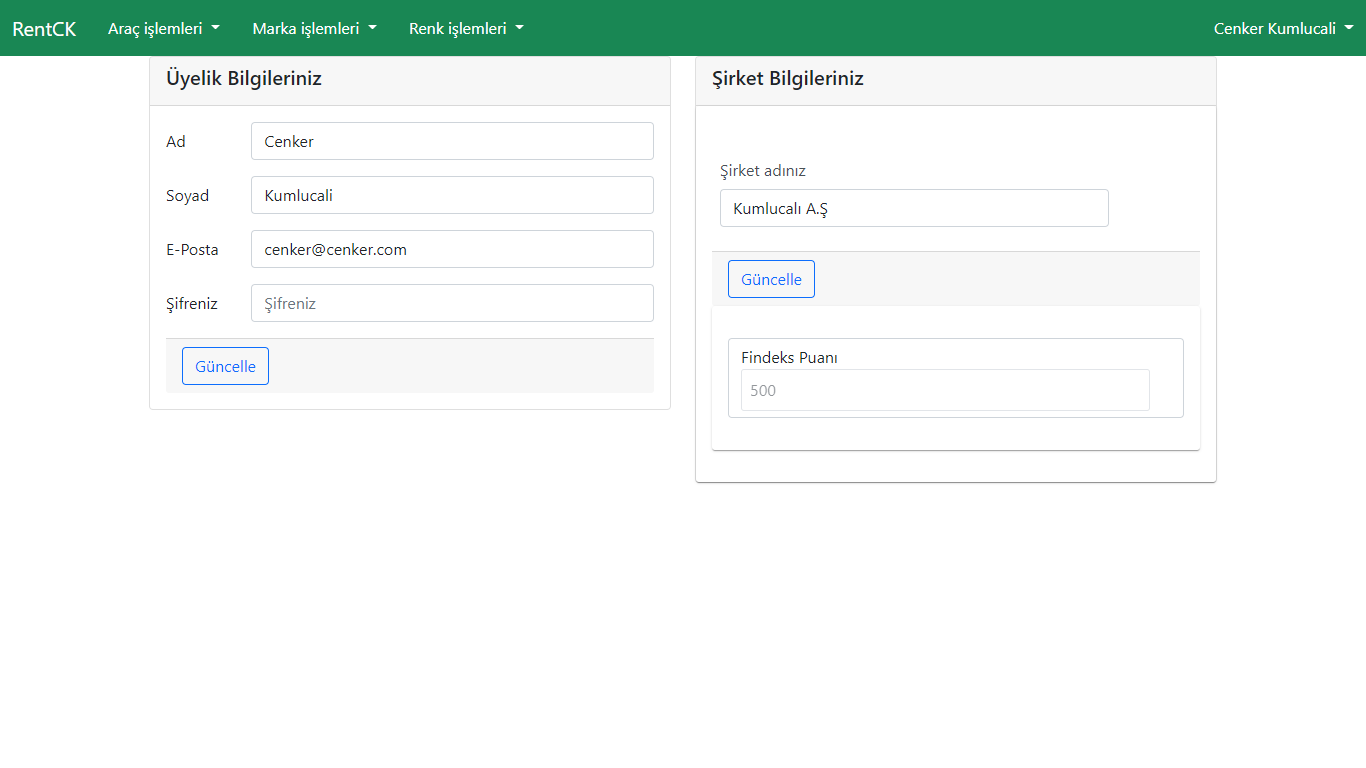 RentCK Araç işlemleri Marka işlemleri Renk işlemleri Cenker Kumlucali
Üyelik Bilgileriniz
Ad Cenker
Soyad Kumlucali
E-Posta cenker@cenker.com
Şifreniz Şifreniz
Güncelle
Şirket Bilgileriniz
Şirket adınız
Kumlucalı A.Ş
Güncelle
Findeks Puanı
500